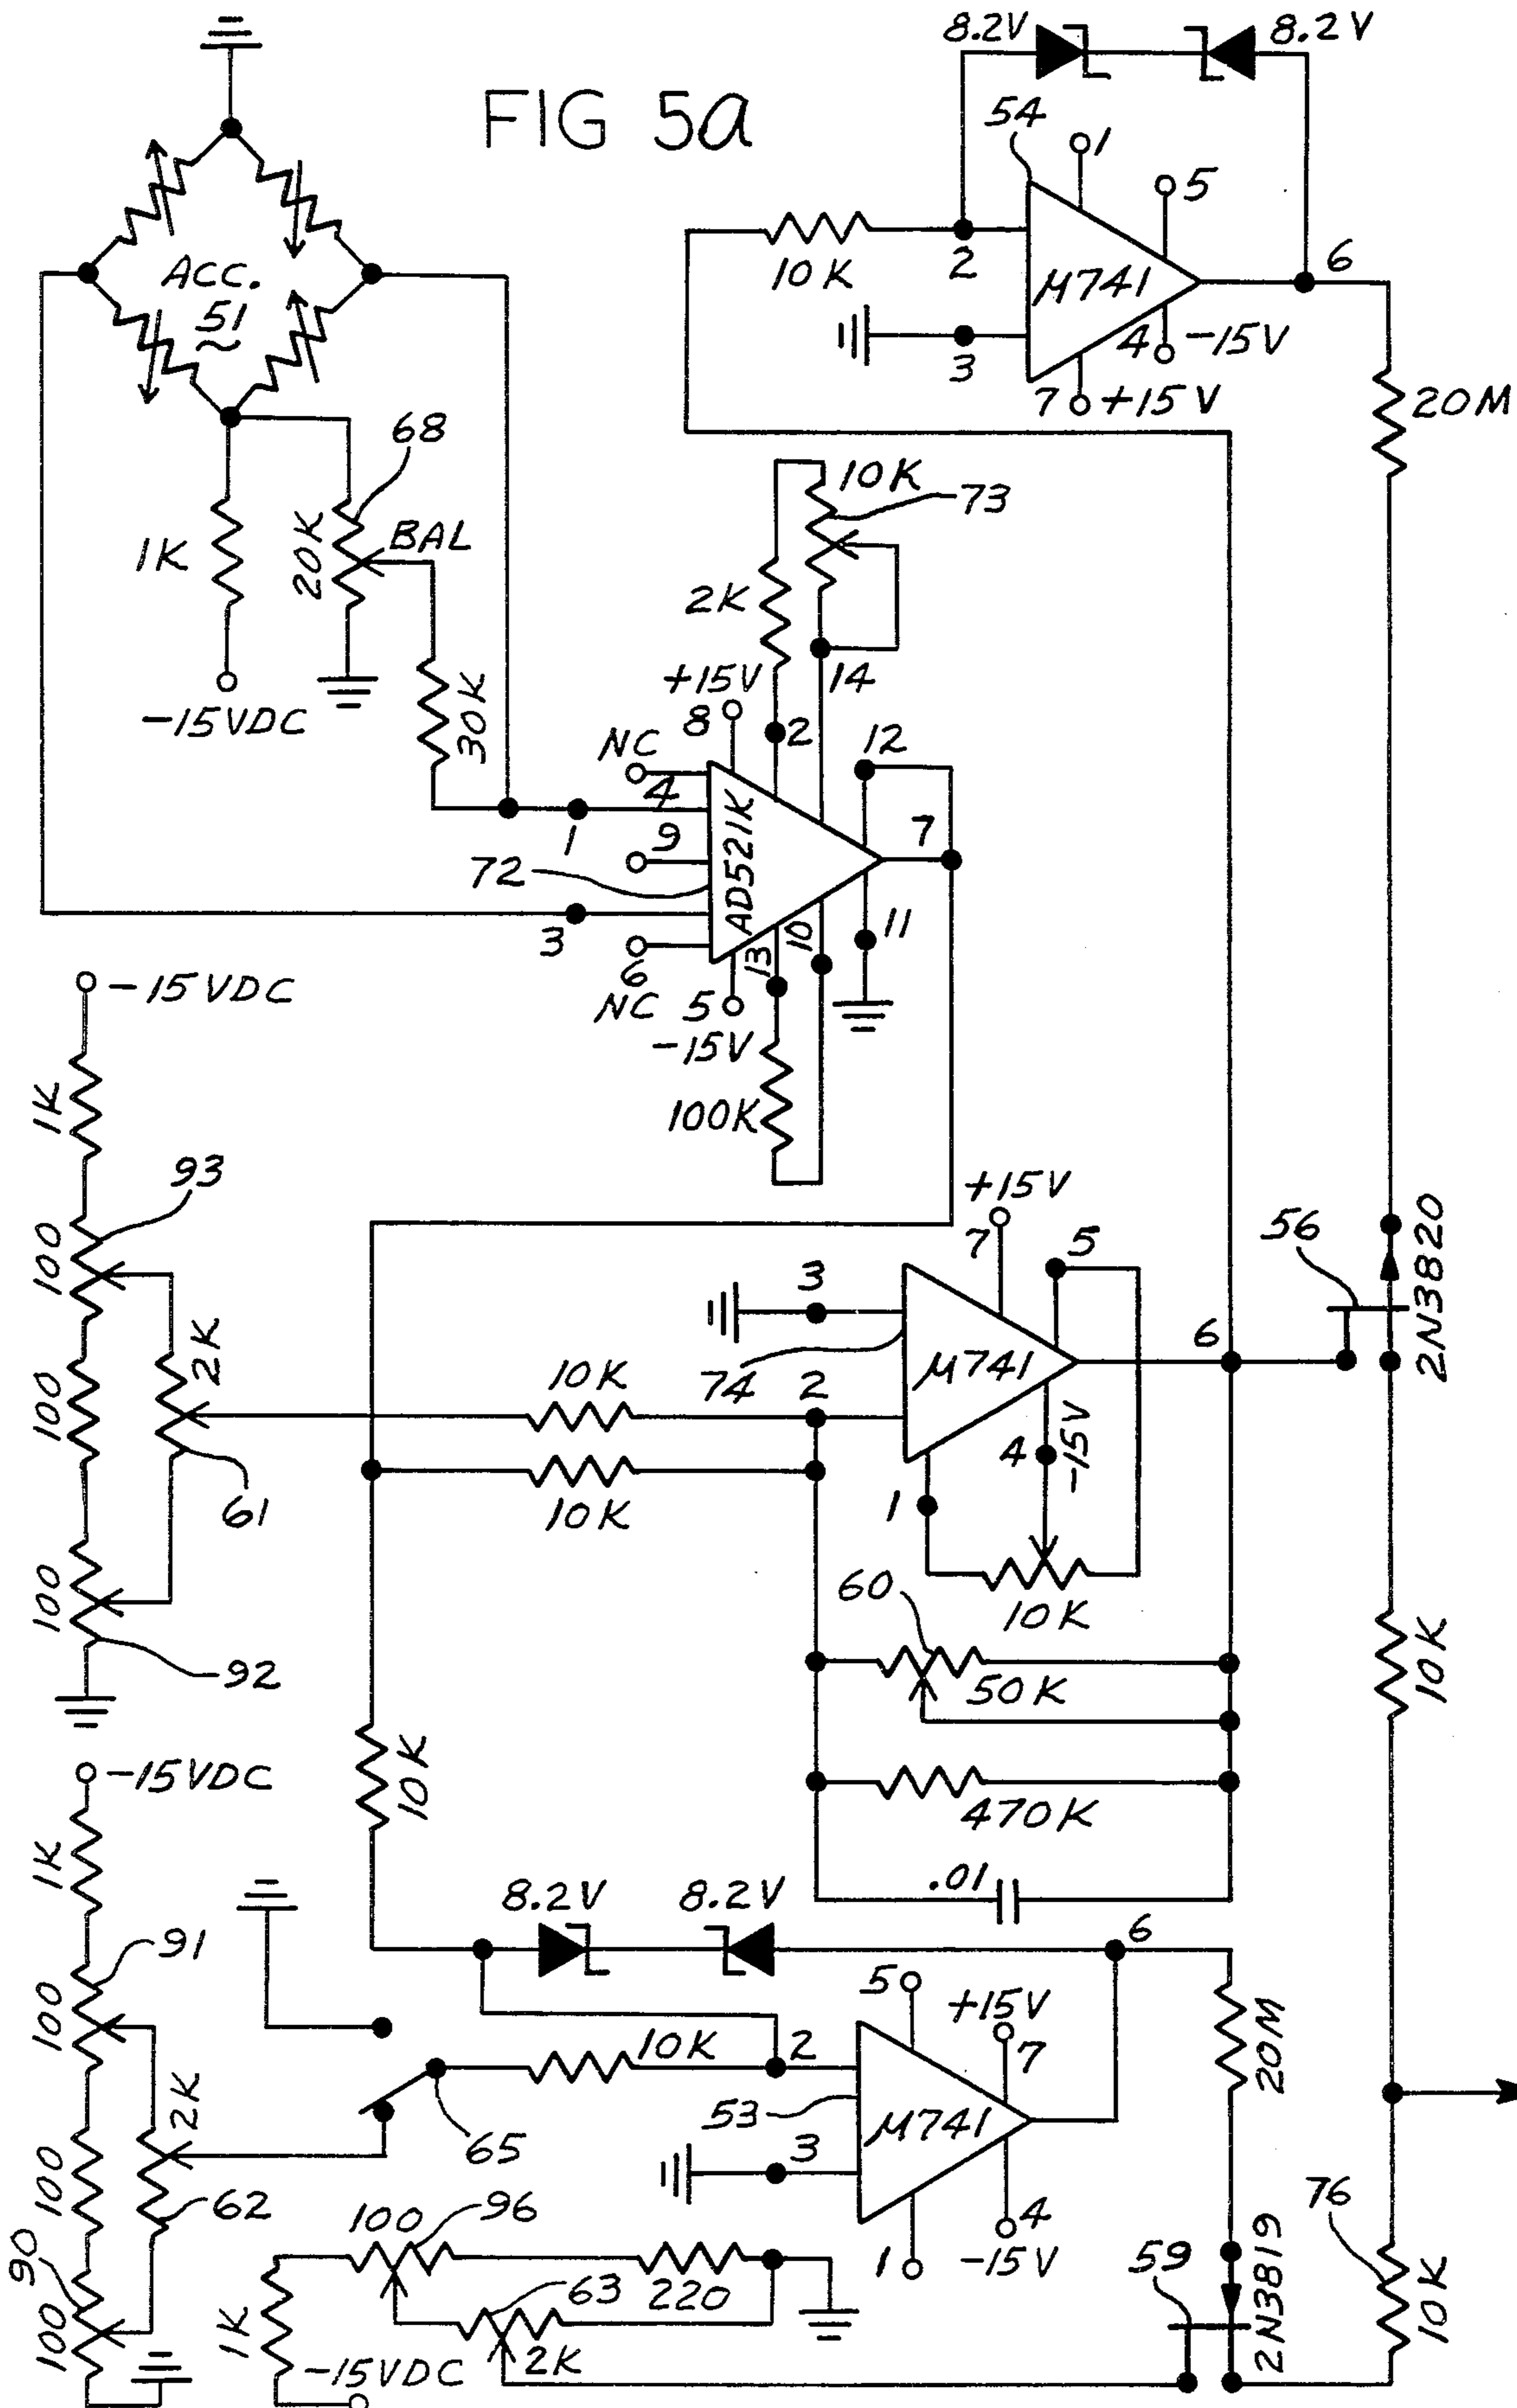 8.2V
8.2V
FIG 5a
54
1
5
ACC.
51
10K
2
μ741
6
3
4
-15V
7
+15V
20M
68
10K
73
1K
20K
BAL
2K
14
+15V
-15VDC
30K
8
2
12
NC
4
1
9
AD521K
7
72
3
6
13
10
11
NC
5
-15V
-15VDC
100K
1K
93
+15V
7
5
56
2N3820
100
3
6
2K
10K
74
2
μ741
100
4
-15V
61
10K
1
60
10K
100
92
50K
10K
-15VDC
10K
470K
1K
.01
8.2V
8.2V
6
91
5
+15V
100
10K
2
7
20M
2K
53
μ741
65
3
100
62
100
96
4
76
90
1
-15V
59
2N3819
63
220
100
1K
2K
10K
-15VDC